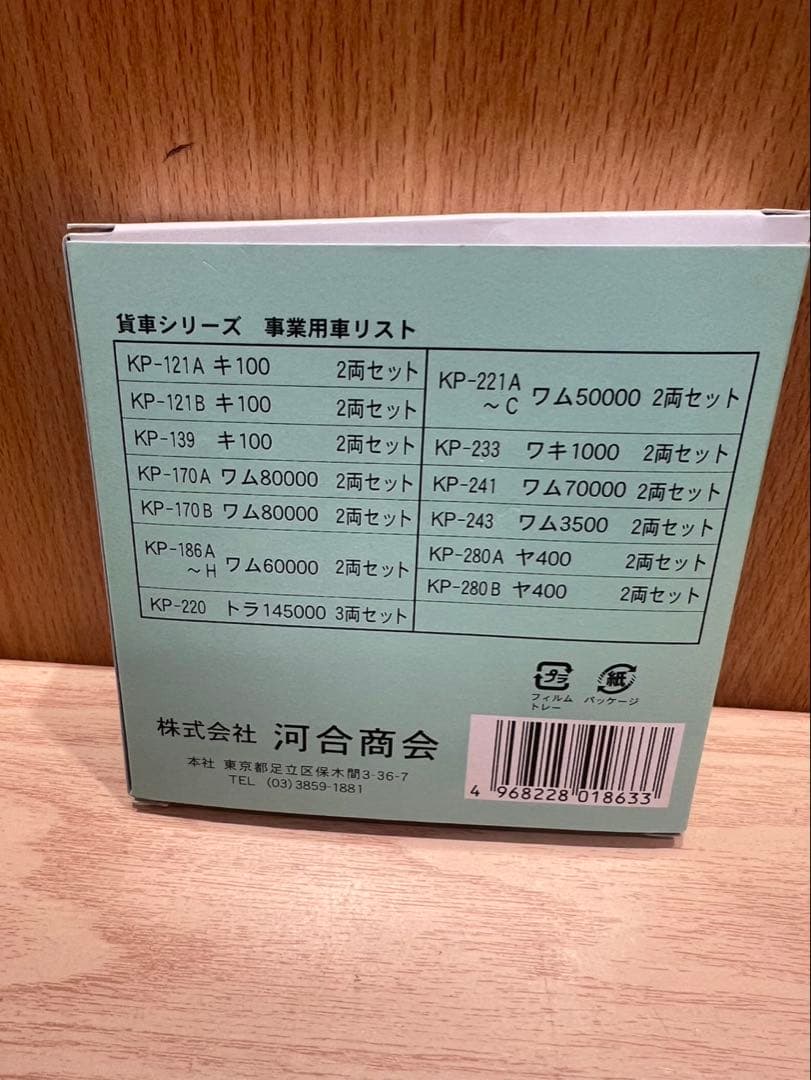 貨車シリーズ　事業用車リスト
KP-121A キ100 2両セット
KP-121B キ100 2両セット
KP-139 キ100 2両セット
KP-170A ワム80000 2両セット
KP-170B ワム80000 2両セット
KP-186A
～H ワム60000 2両セット
KP-220 トラ145000 3両セット
KP-221A
～C ワム50000 2両セット
KP-233 ワキ1000 2両セット
KP-241 ワム70000 2両セット
KP-243 ワム3500 2両セット
KP-280A ヤ400 2両セット
KP-280B ヤ400 2両セット
プラ
フィルム
トレー
紙
パッケージ
株式会社 河合商会
本社 東京都足立区保木間3-36-7
TEL (03)3859-1881
4 968228 018633